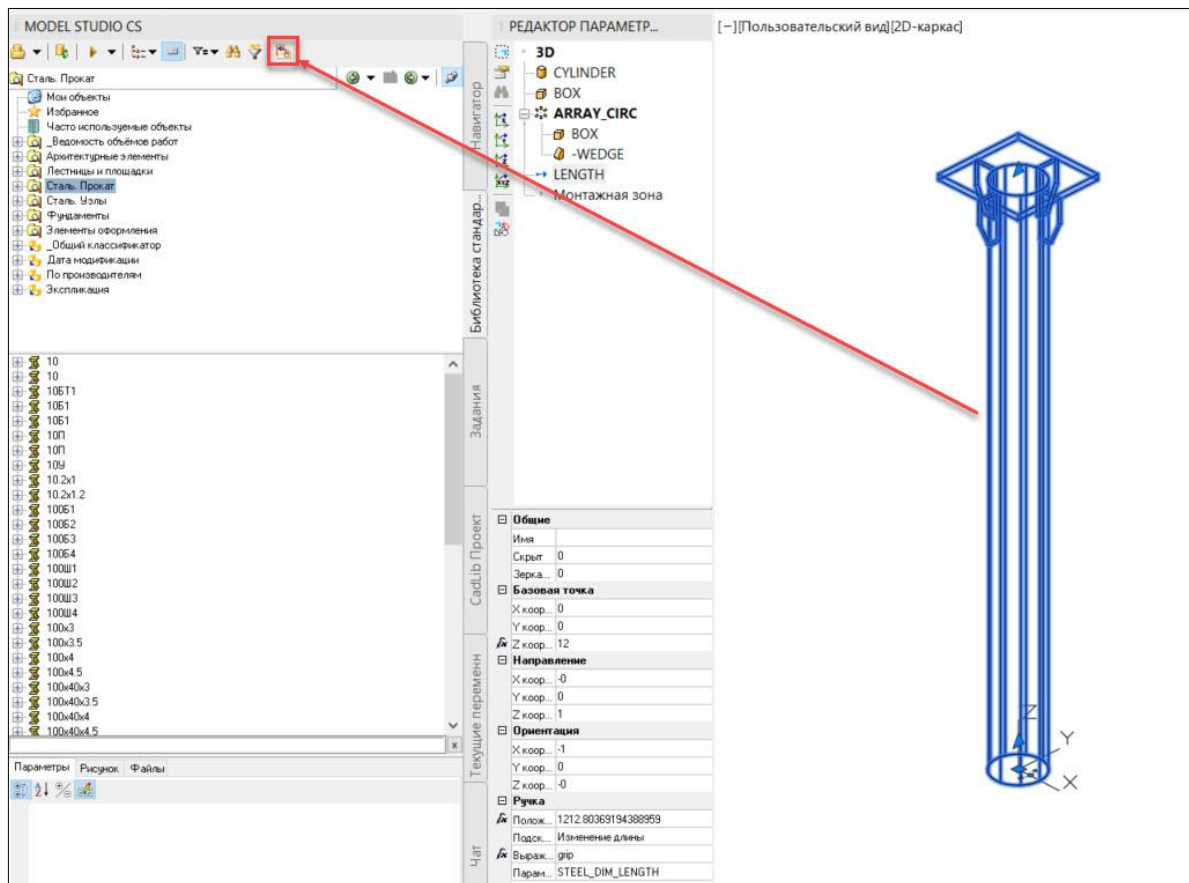 MODEL STUDIO CS
Сталь. Прокат
Мои объекты
Избранное
Часто используемые объекты
_Ведомость объёмов работ
Архитектурные элементы
Лестницы и площадки
Сталь. Прокат
Сталь. Узлы
Фундаменты
Элементы оформления
_Общий классификатор
Дата модификации
По производителям
Экспликация
10
10
10БТ1
10Б1
10Б1
10П
10П
10У
10.2x1
10.2x1.2
100Б1
100Б2
100Б3
100Б4
100Ш1
100Ш2
100Ш3
100Ш4
100x3
100x3.5
100x4
100x4.5
100x40x3
100x40x3.5
100x40x4
100x40x4.5
x
Параметры Рисунок Файлы
Навигатор
Библиотека стандар...
Задания
CadLib Проект
Текущие перемен
Чат
РЕДАКТОР ПАРАМЕТР...
3D
CYLINDER
BOX
ARRAY_CIRC
BOX
-WEDGE
LENGTH
Монтажная зона
Общие
Имя
Скрыт 0
Зерка... 0
Базовая точка
X коор... 0
Y коор... 0
Z коор... 12
Направление
X коор... -0
Y коор... 0
Z коор... 1
Ориентация
X коор... -1
Y коор... 0
Z коор... -0
Ручка
Полож... 1212.80369194388959
Подск... Изменение длины
Выраж... grip
Парам... STEEL_DIM_LENGTH
[−][Пользовательский вид][2D-каркас]
Z
Y
X